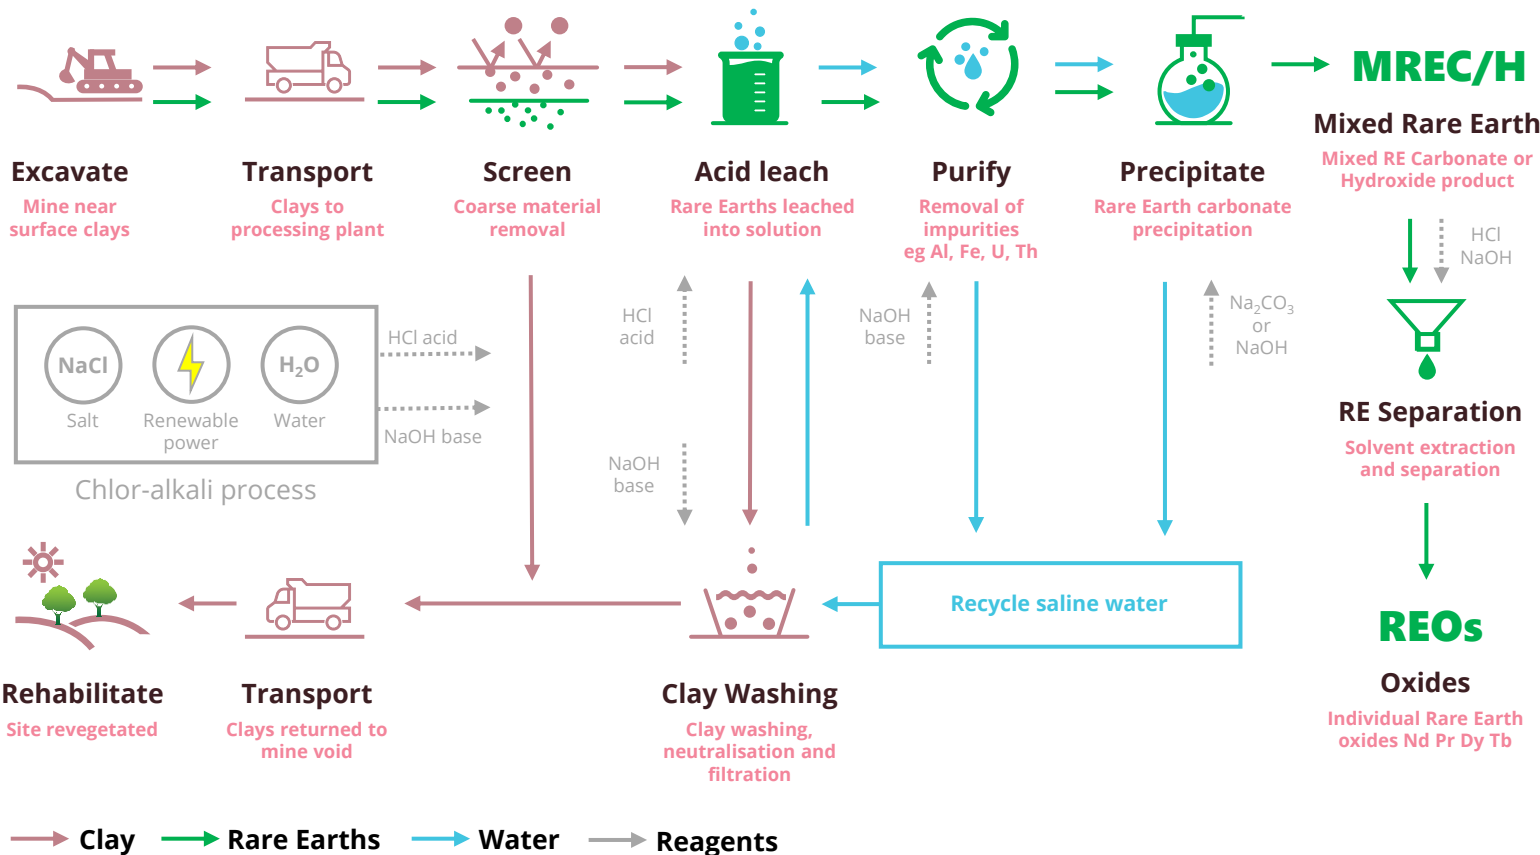 MREC/H
Mixed Rare Earth
Mixed RE Carbonate or
Hydroxide product
Excavate
Mine near
surface clays
Transport
Clays to
processing plant
Screen
Coarse material
removal
Acid leach
Rare Earths leached
into solution
Purify
Removal of
impurities
eg Al, Fe, U, Th
Precipitate
Rare Earth carbonate
precipitation
HCl
NaOH
NaCl
Salt
Renewable
power
H₂O
Water
Chlor-alkali process
HCl acid
NaOH base
HCl
acid
NaOH
base
NaOH
base
Na₂CO₃
or
NaOH
RE Separation
Solvent extraction
and separation
Recycle saline water
REOs
Oxides
Individual Rare Earth
oxides Nd Pr Dy Tb
Rehabilitate
Site revegetated
Transport
Clays returned to
mine void
Clay Washing
Clay washing,
neutralisation and
filtration
Clay
Rare Earths
Water
Reagents